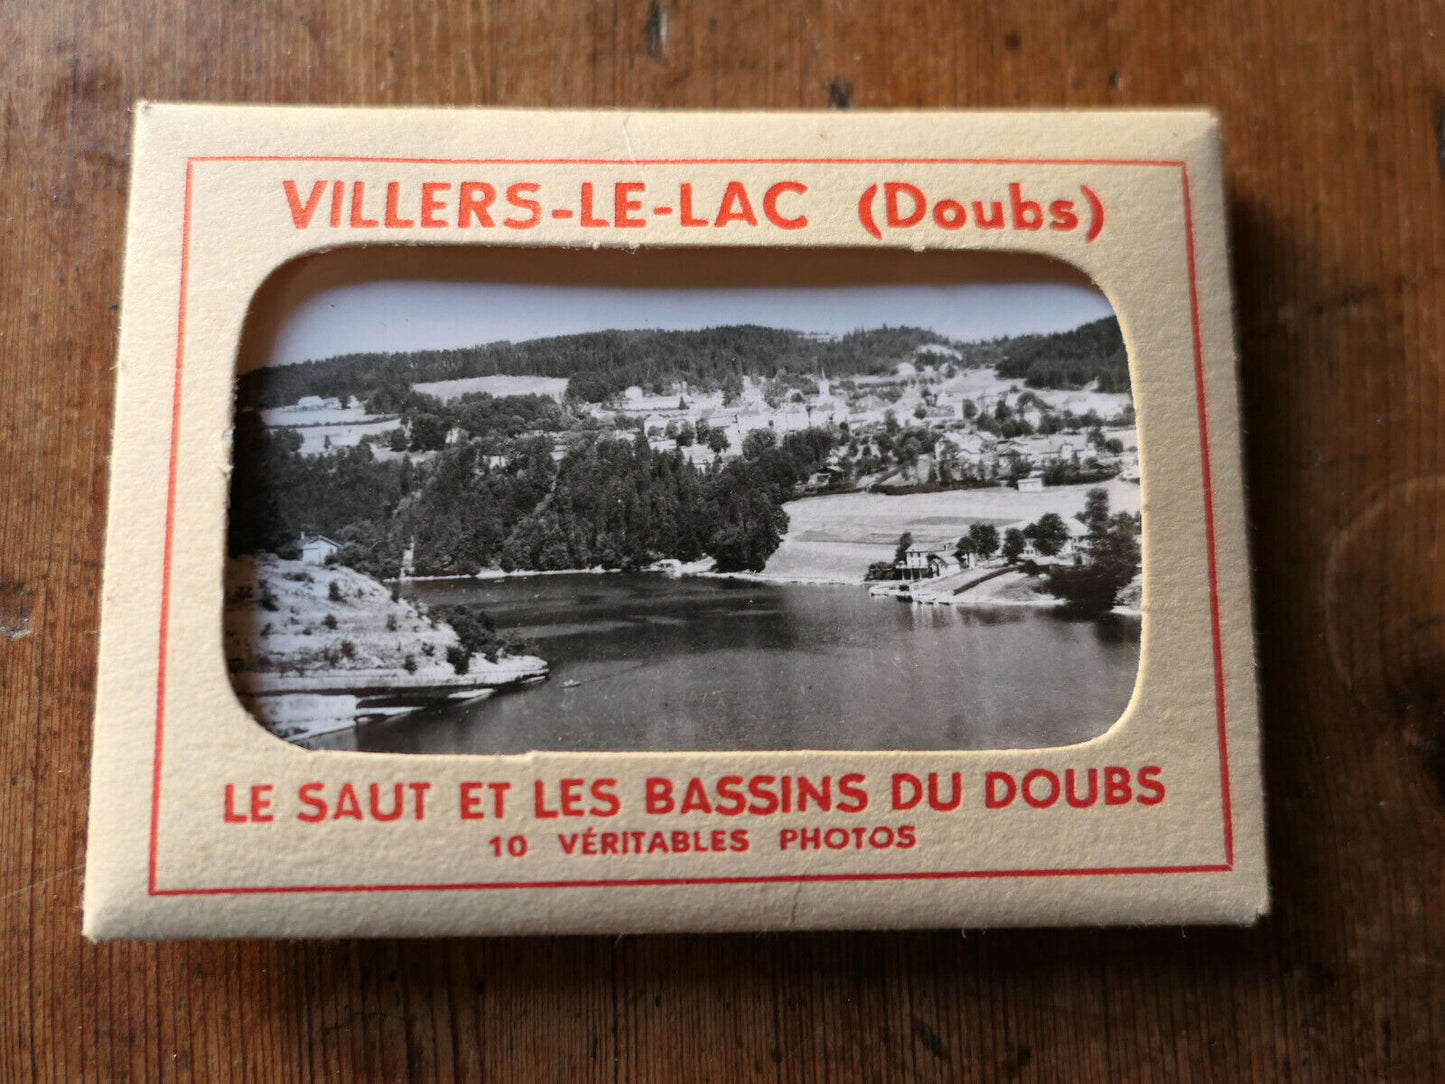 VILLERS-LE-LAC (Doubs)
LE SAUT ET LES BASSINS DU DOUBS
10 VÉRITABLES PHOTOS